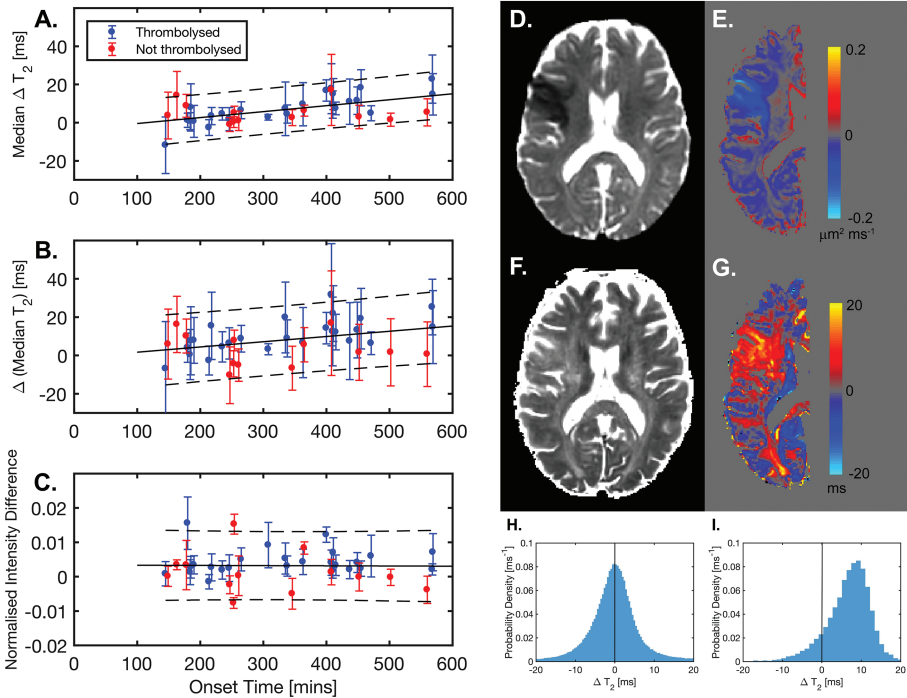 A.
Thrombolysed
Not thrombolysed
Median Δ T2 [ms]
60
40
20
0
-20
0 100 200 300 400 500 600
B.
Δ (Median T2) [ms]
60
40
20
0
-20
0 100 200 300 400 500 600
C.
Normalised Intensity Difference
0.02
0.01
0
-0.01
-0.02
0 100 200 300 400 500 600
Onset Time [mins]
D.
E.
0.2
0
-0.2
μm² ms⁻¹
F.
G.
20
0
-20
ms
H.
Probability Density [ms⁻¹]
0.1
0.08
0.06
0.04
0.02
0
-20 -10 0 10 20
Δ T2 [ms]
I.
Probability Density [ms⁻¹]
0.1
0.08
0.06
0.04
0.02
0
-20 -10 0 10 20
Δ T2 [ms]